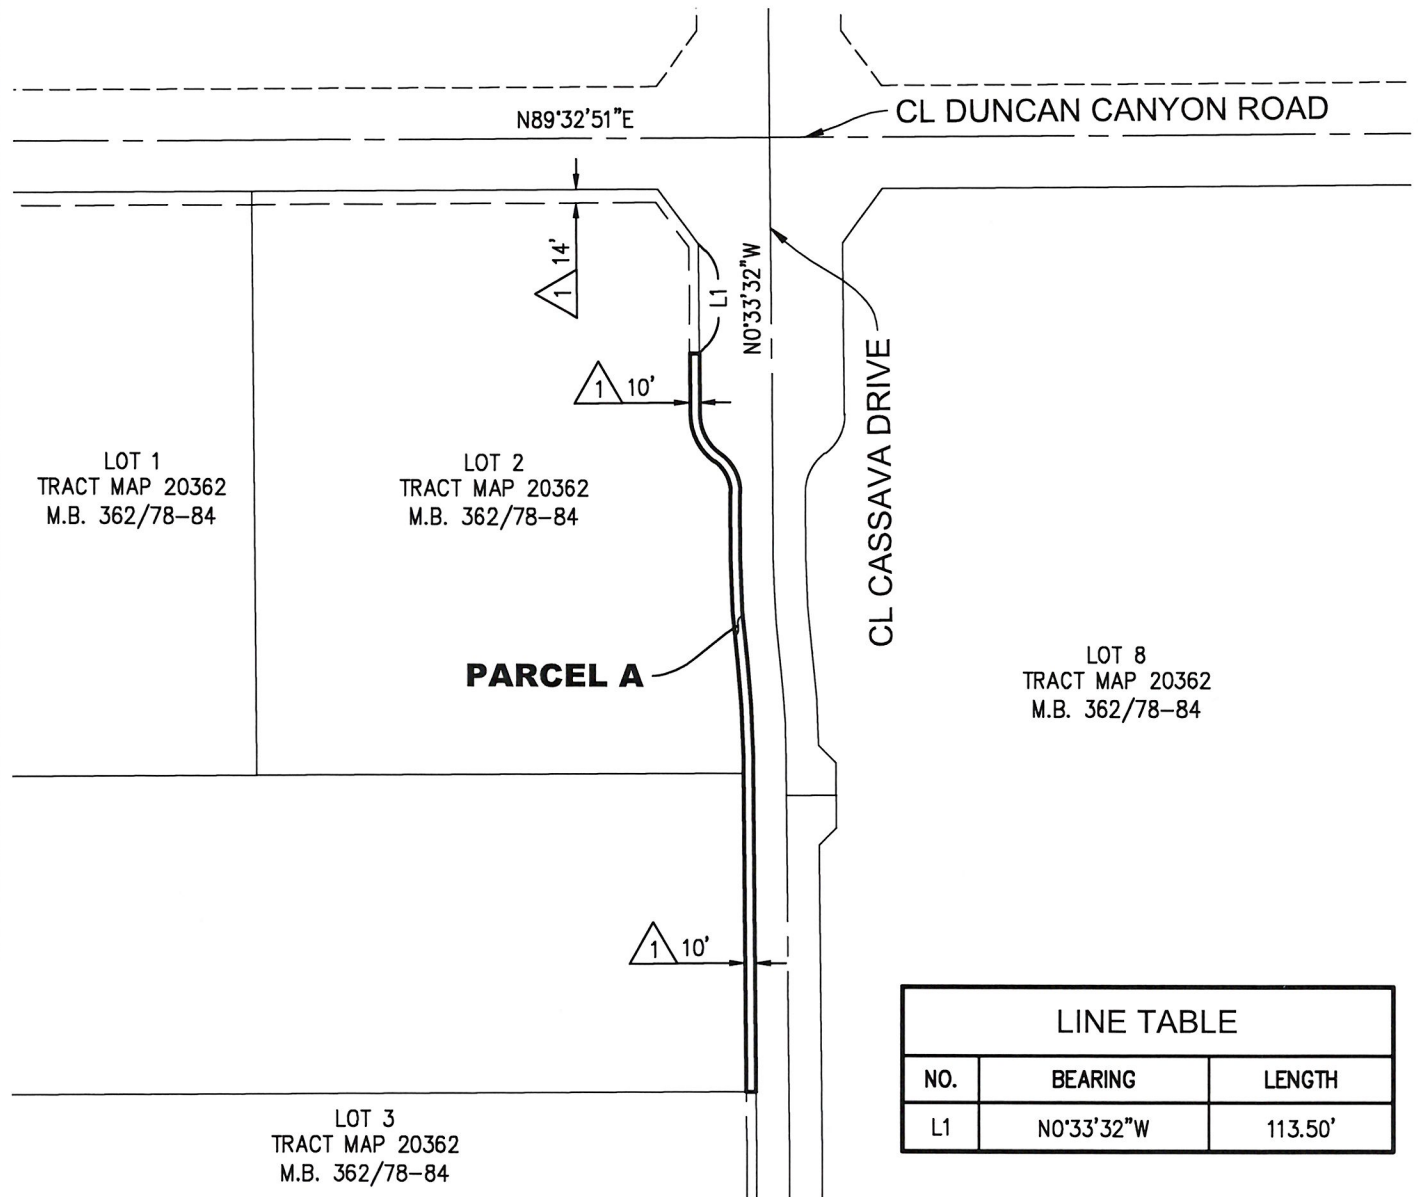 N89°32'51"E
CL DUNCAN CANYON ROAD
1 14'
L1
N0°33'32"W
CL CASSAVA DRIVE
1 10'
LOT 1
TRACT MAP 20362
M.B. 362/78-84
LOT 2
TRACT MAP 20362
M.B. 362/78-84
PARCEL A
LOT 8
TRACT MAP 20362
M.B. 362/78-84
1 10'
LINE TABLE
NO. BEARING LENGTH
L1 N0°33'32"W 113.50'
LOT 3
TRACT MAP 20362
M.B. 362/78-84